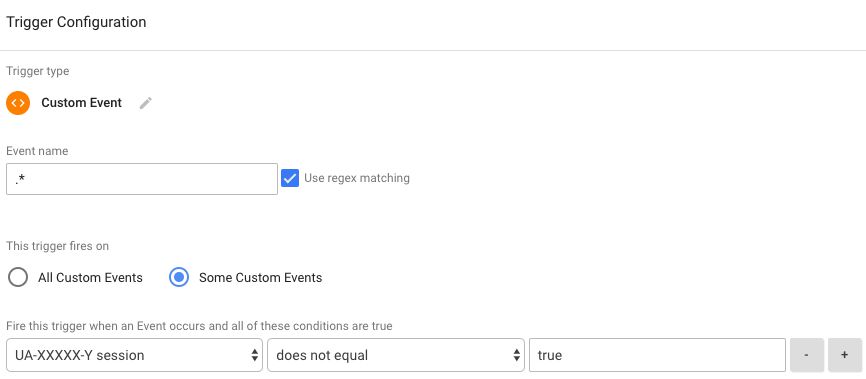 Trigger Configuration
Trigger type
<> Custom Event
Event name
.*
Use regex matching
This trigger fires on
All Custom Events
Some Custom Events
Fire this trigger when an Event occurs and all of these conditions are true
UA-XXXXX-Y session
does not equal
true
-
+